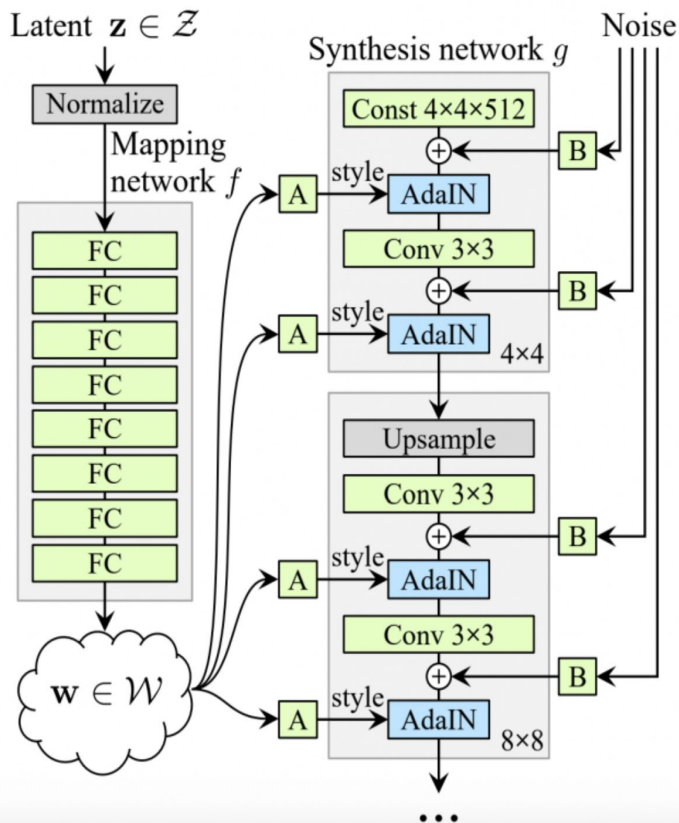 Latent z ∈ 𝒵
Normalize
Mapping
network f
FC
FC
FC
FC
FC
FC
FC
FC
w ∈ 𝒲
Synthesis network g
Noise
Const 4×4×512
B
A
style
AdaIN
Conv 3×3
B
A
style
AdaIN
4×4
Upsample
Conv 3×3
B
A
style
AdaIN
Conv 3×3
B
A
style
AdaIN
8×8
...